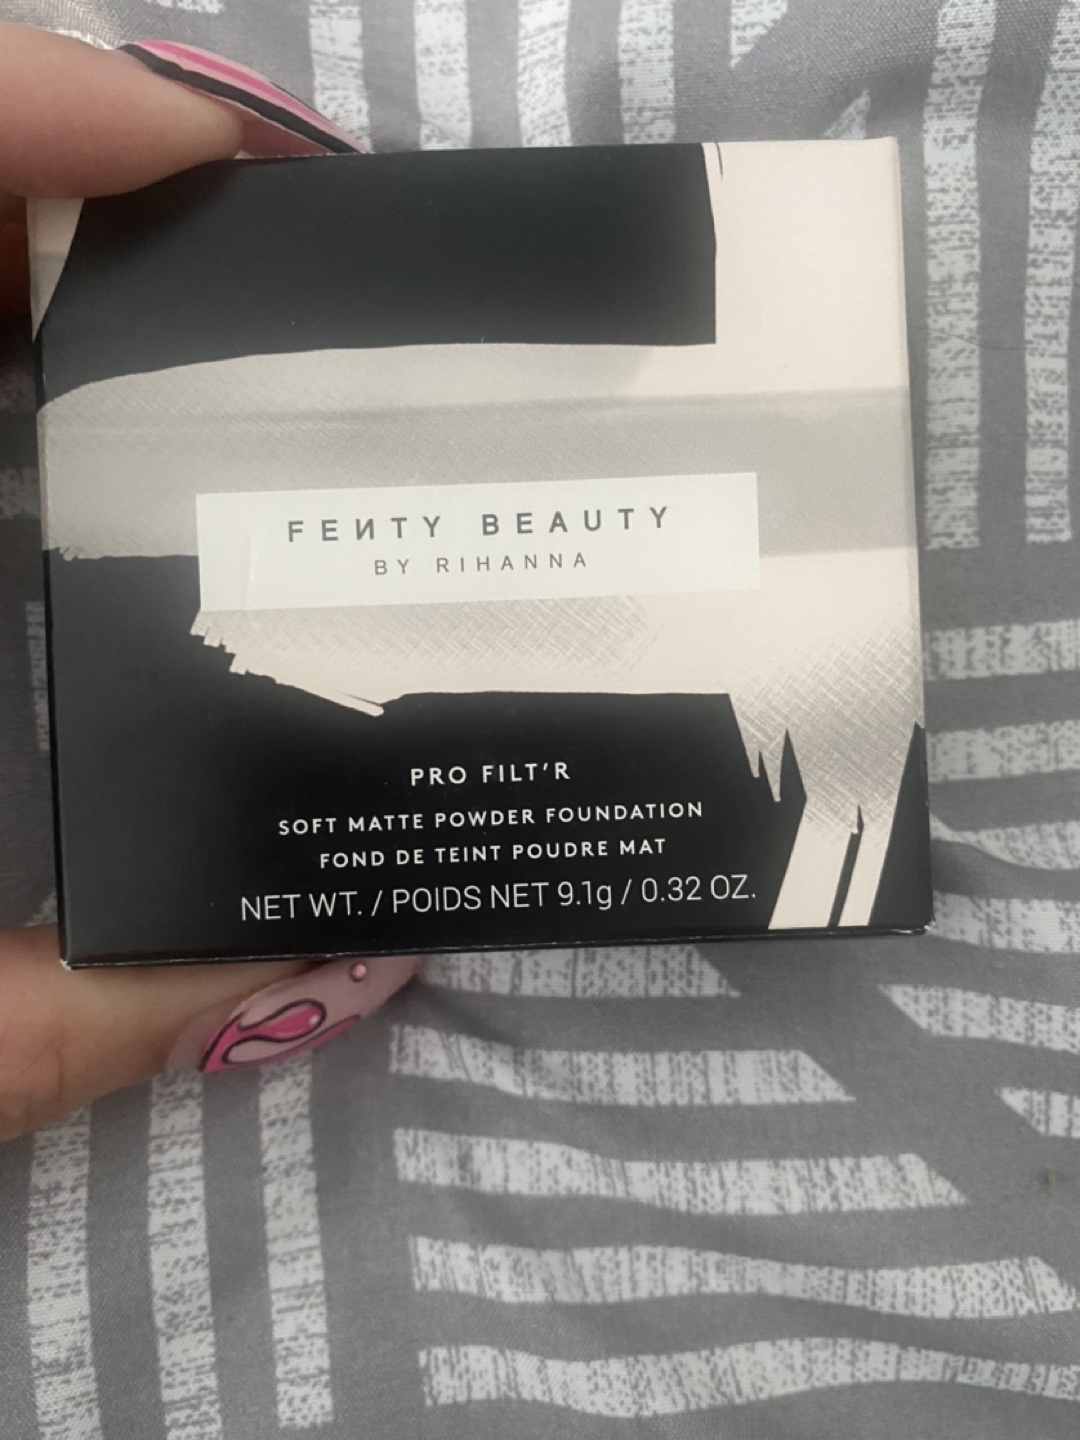 FENTY BEAUTY
BY RIHANNA
PRO FILT'R
SOFT MATTE POWDER FOUNDATION
FOND DE TEINT POUDRE MAT
NET WT. / POIDS NET 9.1g / 0.32 OZ.